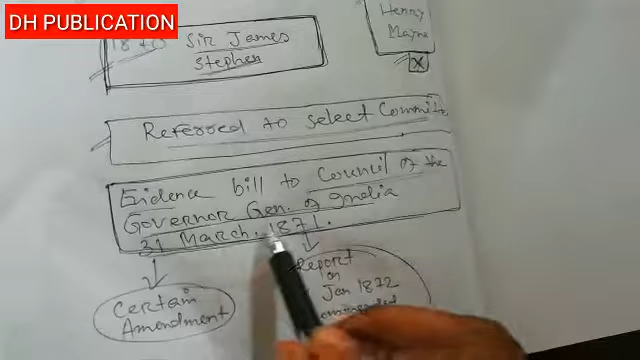 DH PUBLICATION
Henry
Mayne
X
1870 Sir James
Stephen
Referred to select Committe
Evidence bill to Council of the
Governor Gen. of India
31 March. 1871.
Certain
Amendment
Report
on
Jan 1872